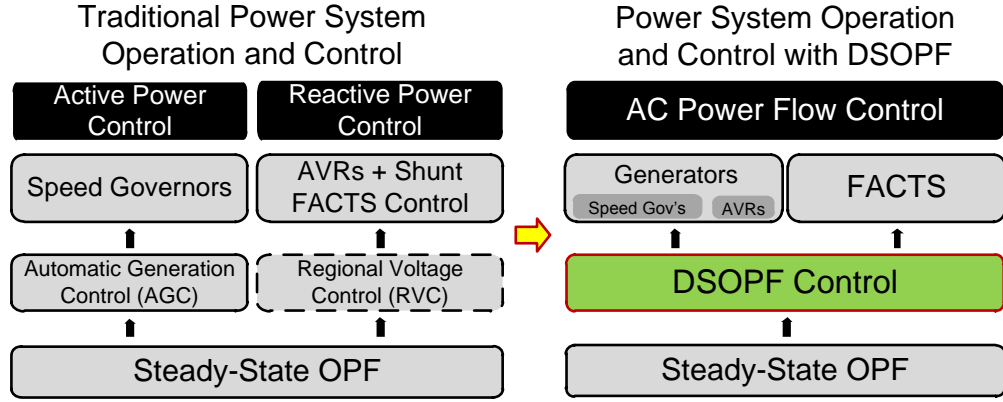 Traditional Power System
Operation and Control
Active Power
Control
Reactive Power
Control
Speed Governors
AVRs + Shunt
FACTS Control
Automatic Generation
Control (AGC)
Regional Voltage
Control (RVC)
Steady-State OPF
Power System Operation
and Control with DSOPF
AC Power Flow Control
Generators
Speed Gov's
AVRs
FACTS
DSOPF Control
Steady-State OPF